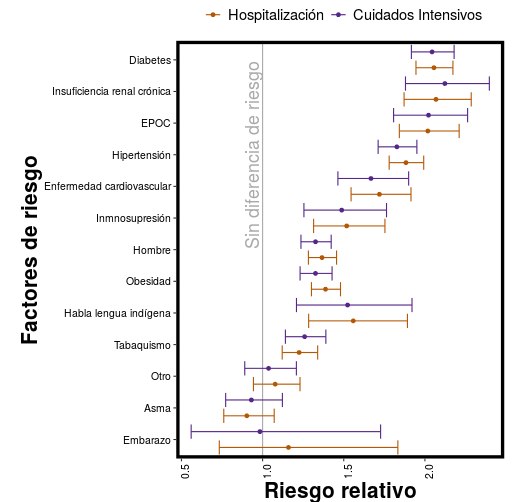 Hospitalización Cuidados Intensivos
Factores de riesgo
Diabetes
Insuficiencia renal crónica
EPOC
Hipertensión
Enfermedad cardiovascular
Inmnosupresión
Hombre
Obesidad
Habla lengua indígena
Tabaquismo
Otro
Asma
Embarazo
Sin diferencia de riesgo
0.5 1.0 1.5 2.0
Riesgo relativo